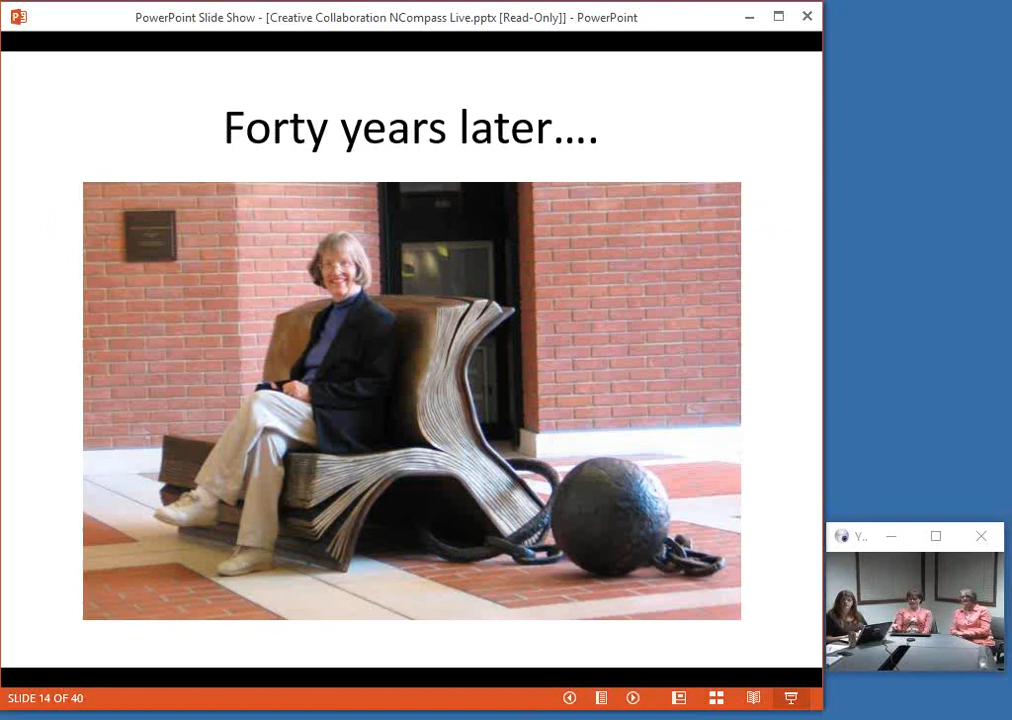 PowerPoint Slide Show - [Creative Collaboration NCompass Live.pptx [Read-Only]] - PowerPoint
Forty years later....
Y..
SLIDE 14 OF 40